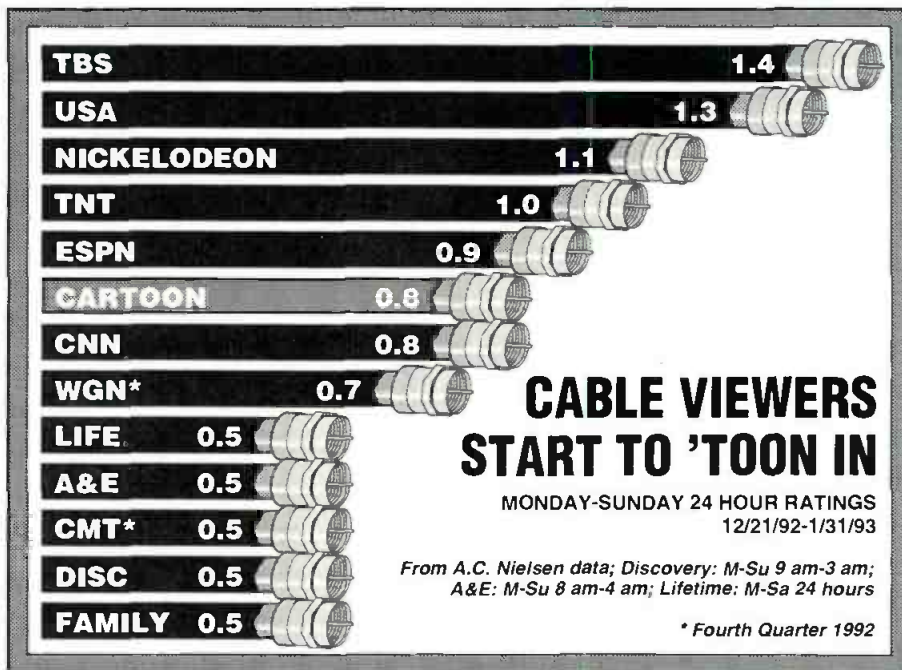 TBS 1.4
USA 1.3
NICKELODEON 1.1
TNT 1.0
ESPN 0.9
CARTOON 0.8
CNN 0.8
WGN* 0.7
LIFE 0.5
A&E 0.5
CMT* 0.5
DISC 0.5
FAMILY 0.5
CABLE VIEWERS
START TO 'TOON IN
MONDAY-SUNDAY 24 HOUR RATINGS
12/21/92-1/31/93
From A.C. Nielsen data; Discovery: M-Su 9 am-3 am;
A&E: M-Su 8 am-4 am; Lifetime: M-Sa 24 hours
* Fourth Quarter 1992